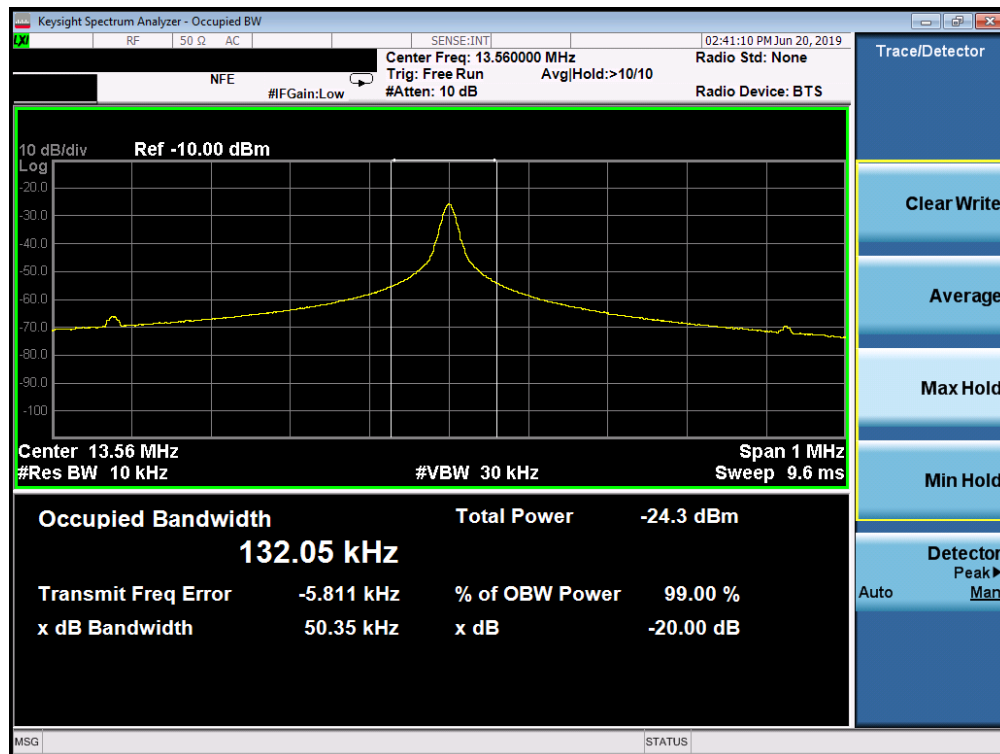 Keysight Spectrum Analyzer - Occupied BW
LXI RF 50 Ω AC SENSE:INT 02:41:10 PM Jun 20, 2019
Center Freq: 13.560000 MHz Radio Std: None
NFE Trig: Free Run Avg|Hold:>10/10
#IFGain:Low #Atten: 10 dB Radio Device: BTS
Trace/Detector
10 dB/div Ref -10.00 dBm
Log
-20.0
-30.0
-40.0
-50.0
-60.0
-70.0
-80.0
-90.0
-100
Center 13.56 MHz Span 1 MHz
#Res BW 10 kHz #VBW 30 kHz Sweep 9.6 ms
Occupied Bandwidth Total Power -24.3 dBm
132.05 kHz
Transmit Freq Error -5.811 kHz % of OBW Power 99.00 %
x dB Bandwidth 50.35 kHz x dB -20.00 dB
Clear Write
Average
Max Hold
Min Hold
Detector
Peak▶
Auto Man
MSG STATUS